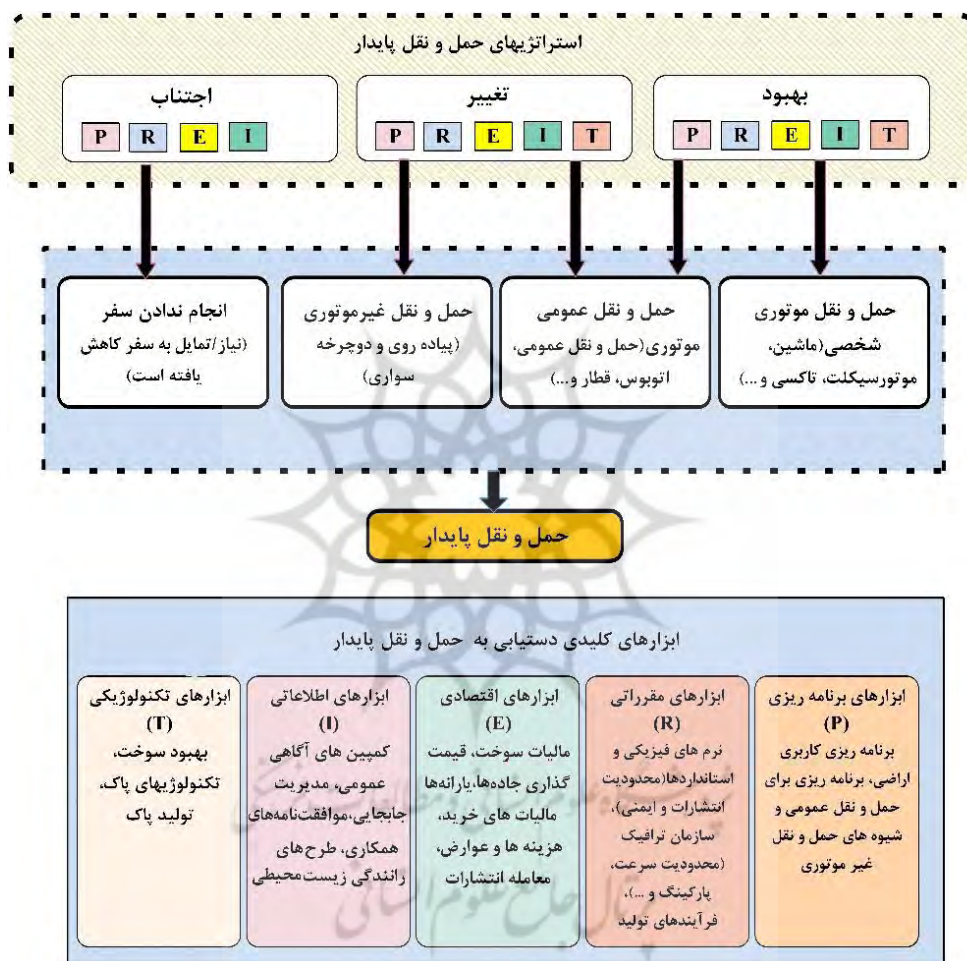 استراتژیهای حمل و نقل پایدار
بهبود
P R E I T
تغییر
P R E I T
اجتناب
P R E I
حمل و نقل موتوری
شخصی(ماشین،
موتورسیکلت، تاکسی و ...)
حمل و نقل عمومی
موتوری(حمل و نقل عمومی،
اتوبوس، قطار و...)
حمل و نقل غیرموتوری
(پیاده روی و دوچرخه
سواری)
انجام ندادن سفر
(نیاز/تمایل به سفر کاهش
یافته است)
حمل و نقل پایدار
ابزارهای کلیدی دستیابی به حمل و نقل پایدار
ابزارهای برنامه ریزی
(P)
برنامه ریزی کاربری
اراضی، برنامه ریزی برای
حمل و نقل عمومی و
شیوه های حمل و نقل
غیر موتوری
ابزارهای مقرراتی
(R)
نرم های فیزیکی و
استانداردها(محدودیت
انتشارات و ایمنی)،
سازمان ترافیک
(محدودیت سرعت،
پارکینگ و ...)،
فرآیندهای تولید
ابزارهای اقتصادی
(E)
مالیات سوخت، قیمت
گذاری جاده‌ها،یارانه‌ها
مالیات های خرید،
هزینه ها و عوارض،
معامله انتشارات
ابزارهای اطلاعاتی
(I)
کمپین های آگاهی
عمومی، مدیریت
جابجایی،موافقت‌نامه‌های
همکاری، طرح‌های
رانندگی زیست‌محیطی
ابزارهای تکنولوژیکی
(T)
بهبود سوخت،
تکنولوژیهای پاک،
تولید پاک
پرتال جامع علوم انسانی